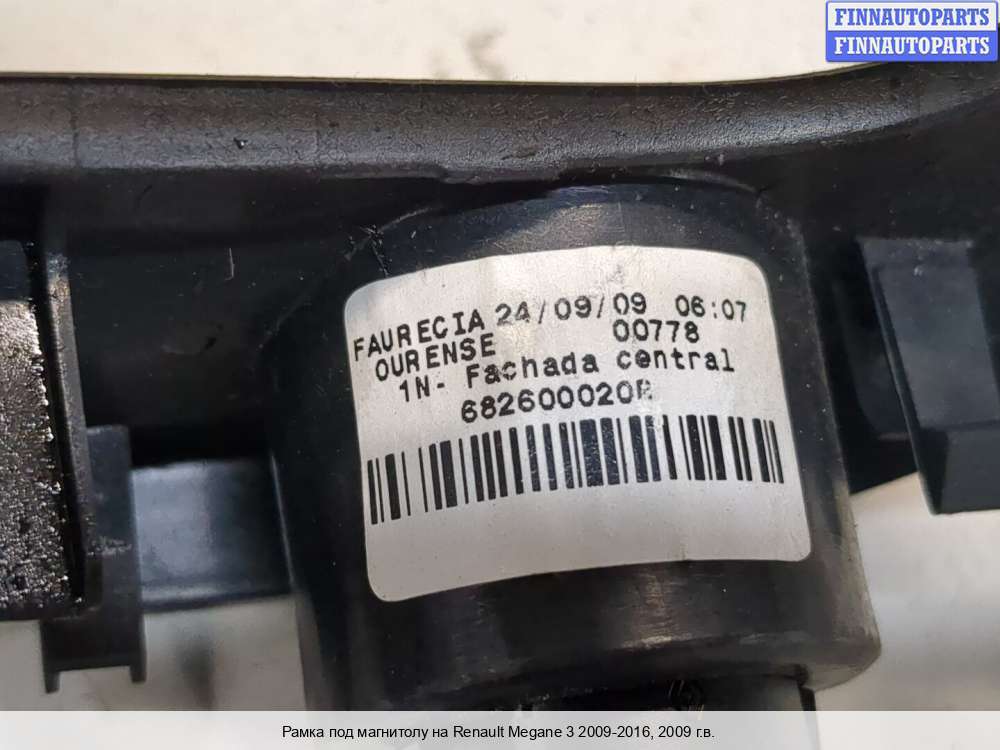 FINNAUTOPARTS
FINNAUTOPARTS
FAURECIA 24/09/09 06:07
OURENSE 00778
1N- Fachada central
682600020R
Рамка под магнитолу на Renault Megane 3 2009-2016, 2009 г.в.